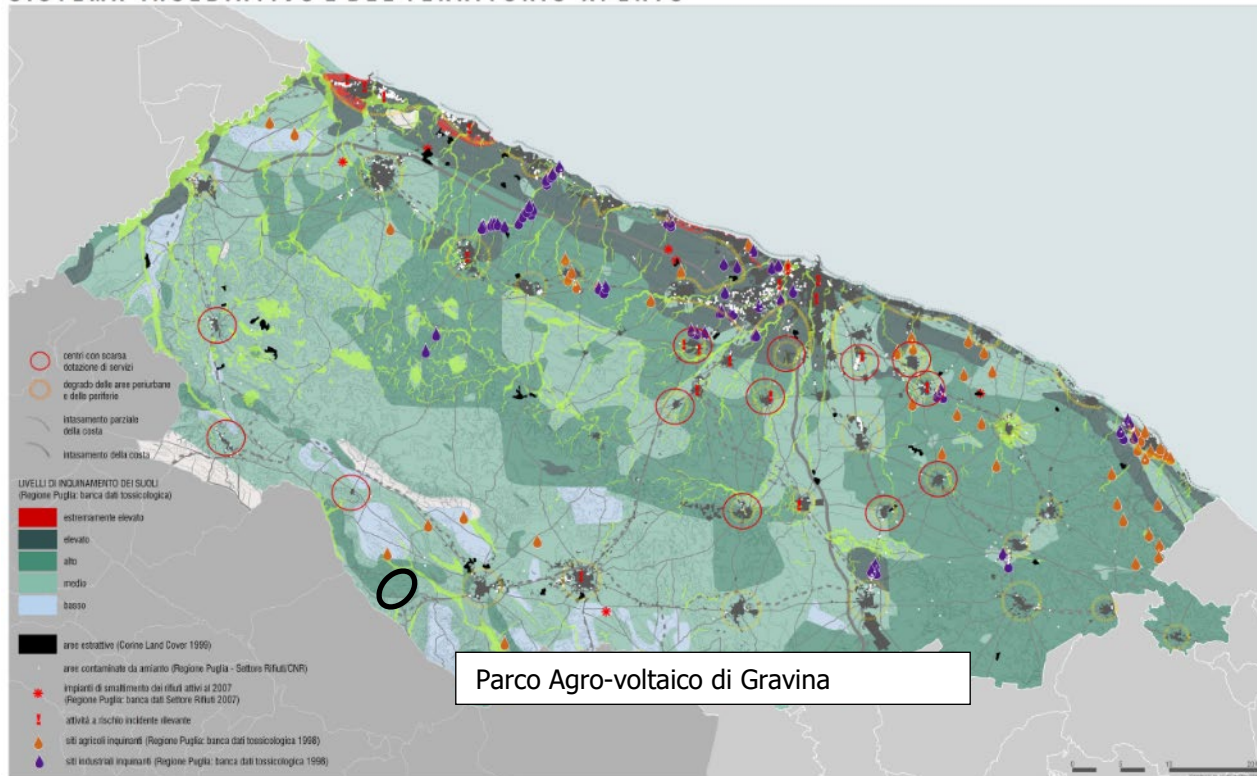 centri con scarsa
dotazione di servizi
degrado delle aree periurbane
e delle periferie
intasamento parziale
della costa
intasamento della costa
LIVELLI DI INQUINAMENTO DEI SUOLI
(Regione Puglia: banca dati tossicologica)
estremamente elevato
elevato
alto
medio
basso
aree estrattive (Corine Land Cover 1999)
aree contaminate da amianto (Regione Puglia - Settore Rifiuti/CNR)
impianti di smaltimento dei rifiuti attivi al 2007
(Regione Puglia: banca dati Settore Rifiuti 2007)
attività a rischio incidente rilevante
siti agricoli inquinanti (Regione Puglia: banca dati tossicologica 1998)
siti industriali inquinanti (Regione Puglia: banca dati tossicologica 1998)
Parco Agro-voltaico di Gravina
0 5 10